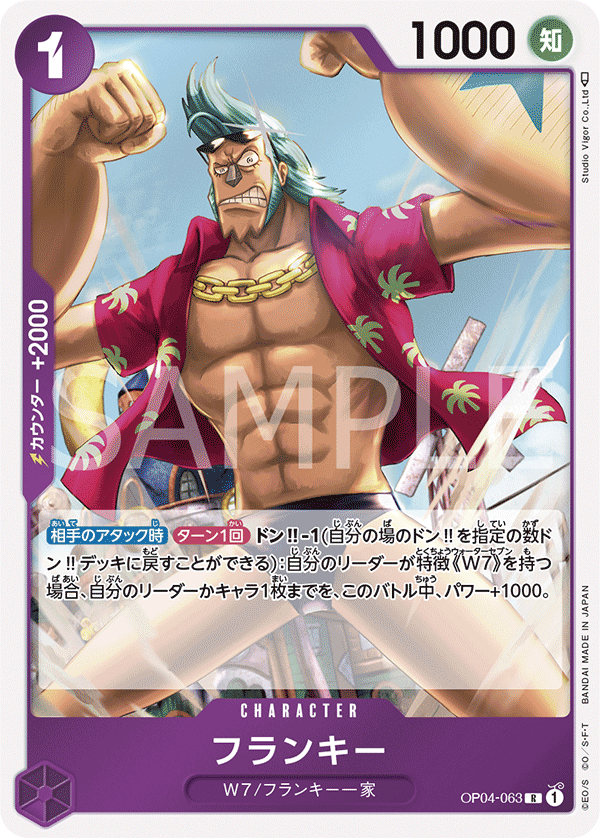 1
1000
知
Studio Vigor Co.,Ltd
カウンター +2000
SAMPLE
相手のアタック時 ターン1回 ドン!!-1(自分の場のドン!!を指定の数ド
ン!!デッキに戻すことができる):自分のリーダーが特徴《W7》を持つ
場合、自分のリーダーかキャラ1枚までを、このバトル中、パワー+1000。
CHARACTER
フランキー
W7/フランキー一家
OP04-063 R 1
©E.O/S ©O/S・F・T BANDAI MADE IN JAPAN